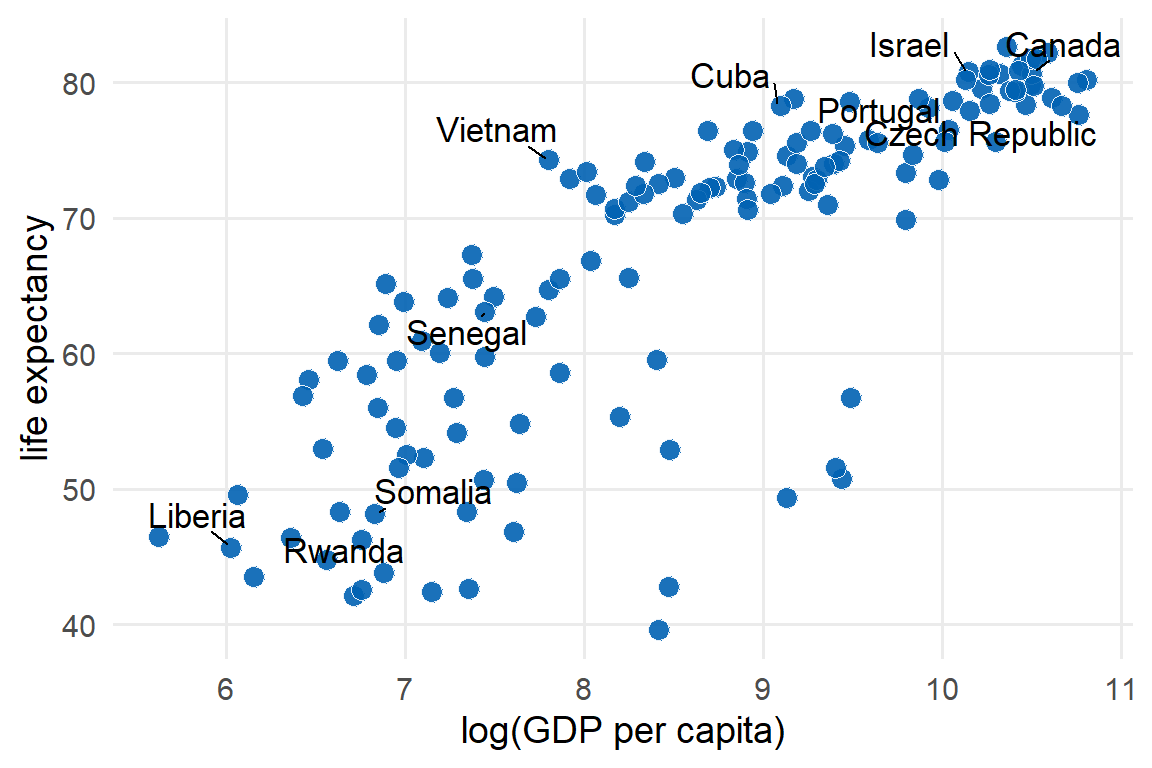 Israel
Canada
80
Cuba
Portugal
Vietnam
Czech Republic
70
life expectancy
Senegal
60
50
Somalia
Liberia
Rwanda
40
6
7
8
9
10
11
log(GDP per capita)